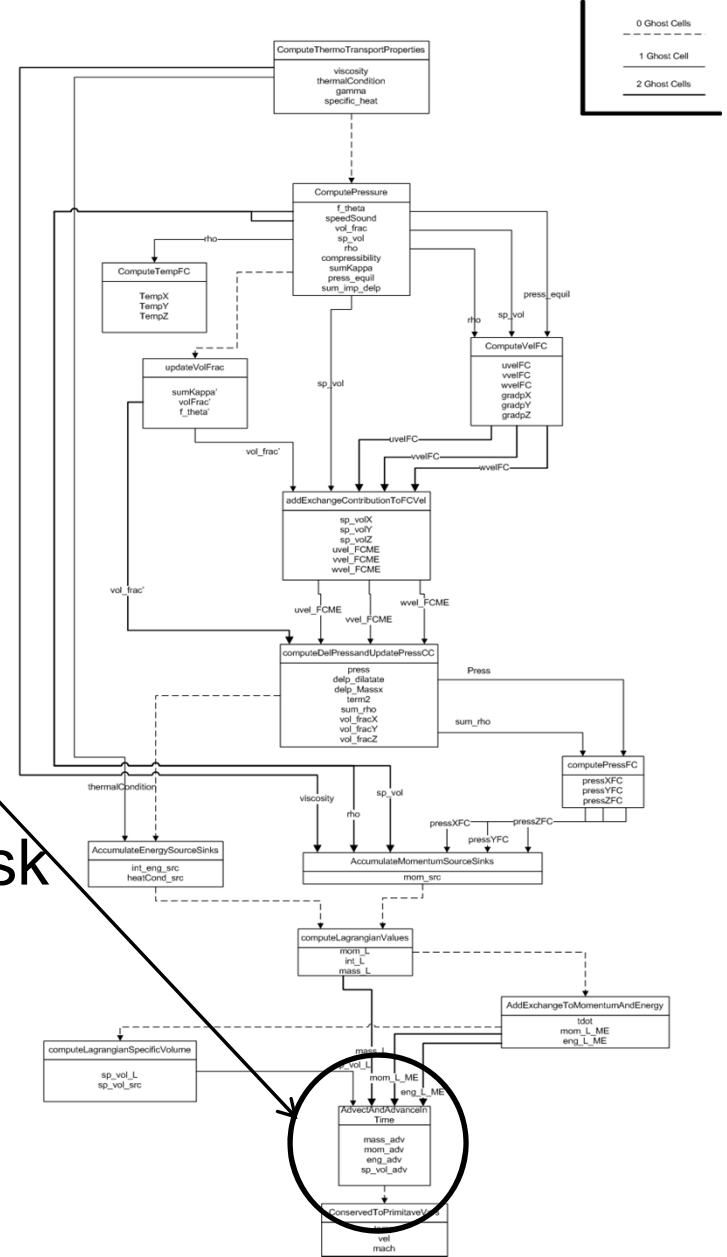 0 Ghost Cells
1 Ghost Cell
2 Ghost Cells
ComputeThermoTransportProperties
viscosity
thermalCondition
gamma
specific_heat
ComputePressure
f_theta
speedSound
vol_frac
sp_vol
rho
compressibility
sumKappa
press_equil
sum_imp_delp
rho
ComputeTempFC
TempX
TempY
TempZ
press_equil
sp_vol
rho
ComputeVelFC
uvelFC
vvelFC
wvelFC
gradpX
gradpY
gradpZ
updateVolFrac
sumKappa'
volFrac'
f_theta'
sp_vol
vol_frac'
uvelFC
vvelFC
wvelFC
addExchangeContributionToFCVel
sp_volX
sp_volY
sp_volZ
uvel_FCME
vvel_FCME
wvel_FCME
vol_frac'
uvel_FCME
vvel_FCME
wvel_FCME
computeDelPressandUpdatePressCC
press
delp_dilatate
delp_Massx
term2
sum_rho
vol_fracX
vol_fracY
vol_fracZ
Press
sum_rho
computePressFC
pressXFC
pressYFC
pressZFC
thermalCondition
viscosity
rho
sp_vol
pressXFC
pressYFC
pressZFC
sk
AccumulateEnergySourceSinks
int_eng_src
heatCond_src
AccumulateMomentumSourceSinks
mom_src
computeLagrangianValues
mom_L
int_L
mass_L
AddExchangeToMomentumAndEnergy
tdot
mom_L_ME
eng_L_ME
computeLagrangianSpecificVolume
sp_vol_L
sp_vol_src
mass_L
mom_L_ME
eng_L_ME
AdvectAndAdvanceIn
Time
mass_adv
mom_adv
eng_adv
sp_vol_adv
ConservedToPrimitaveVars
vel
mach